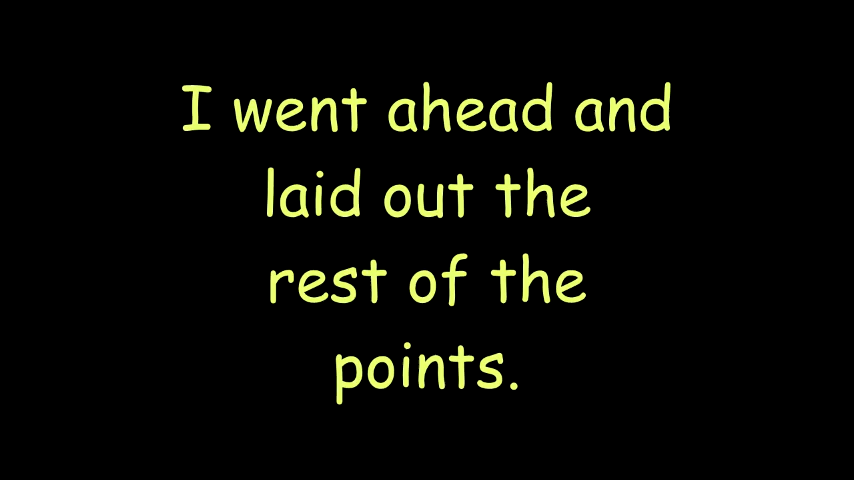 I went ahead and
laid out the
rest of the
points.